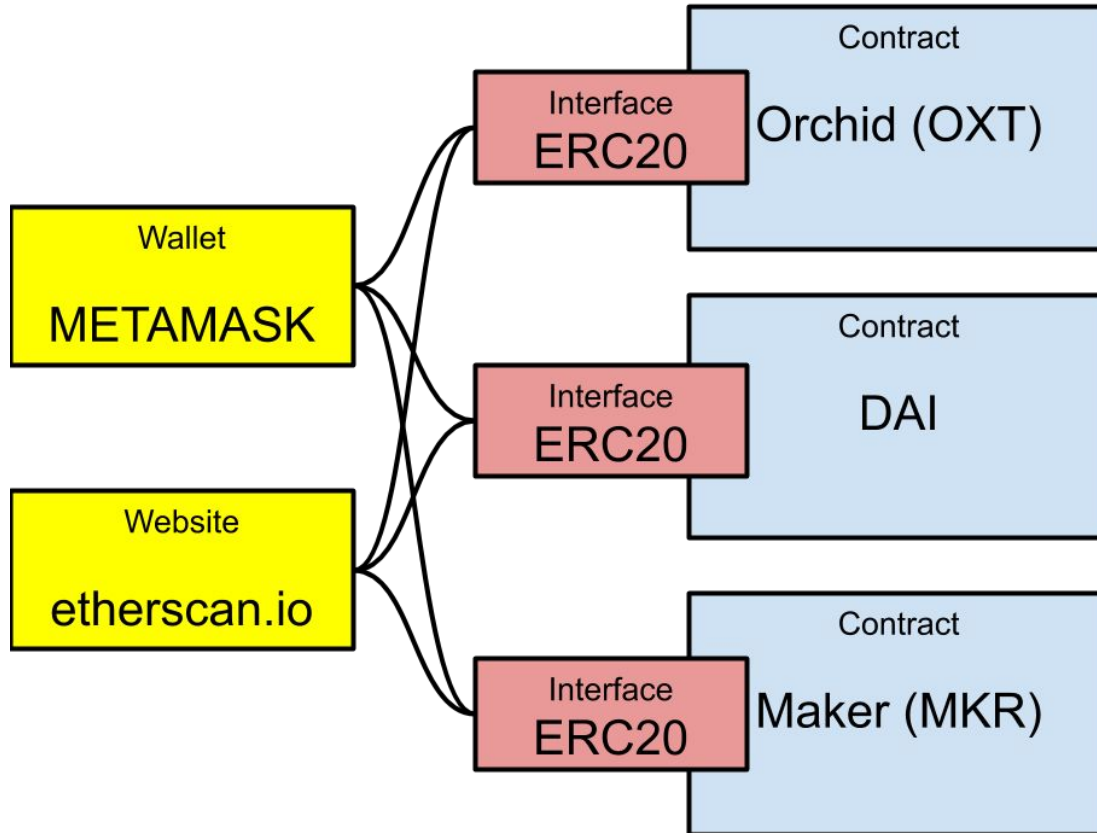 Wallet
METAMASK
Website
etherscan.io
Interface
ERC20
Contract
Orchid (OXT)
Interface
ERC20
Contract
DAI
Interface
ERC20
Contract
Maker (MKR)